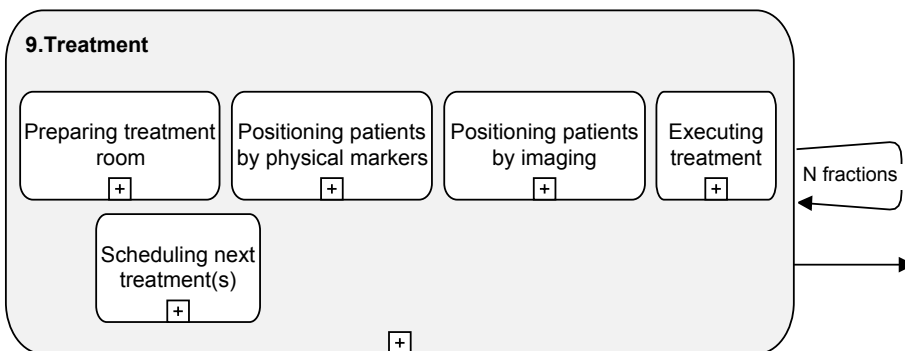 9.Treatment
Preparing treatment
room
+
Positioning patients
by physical markers
+
Positioning patients
by imaging
+
Executing
treatment
+
N fractions
Scheduling next
treatment(s)
+
+